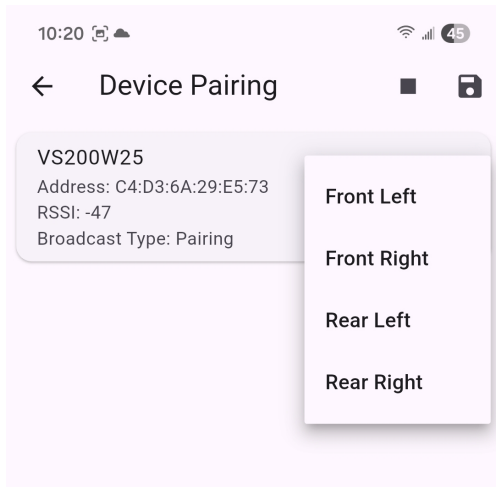 10:20
45
Device Pairing
VS200W25
Address: C4:D3:6A:29:E5:73
RSSI: -47
Broadcast Type: Pairing
Front Left
Front Right
Rear Left
Rear Right